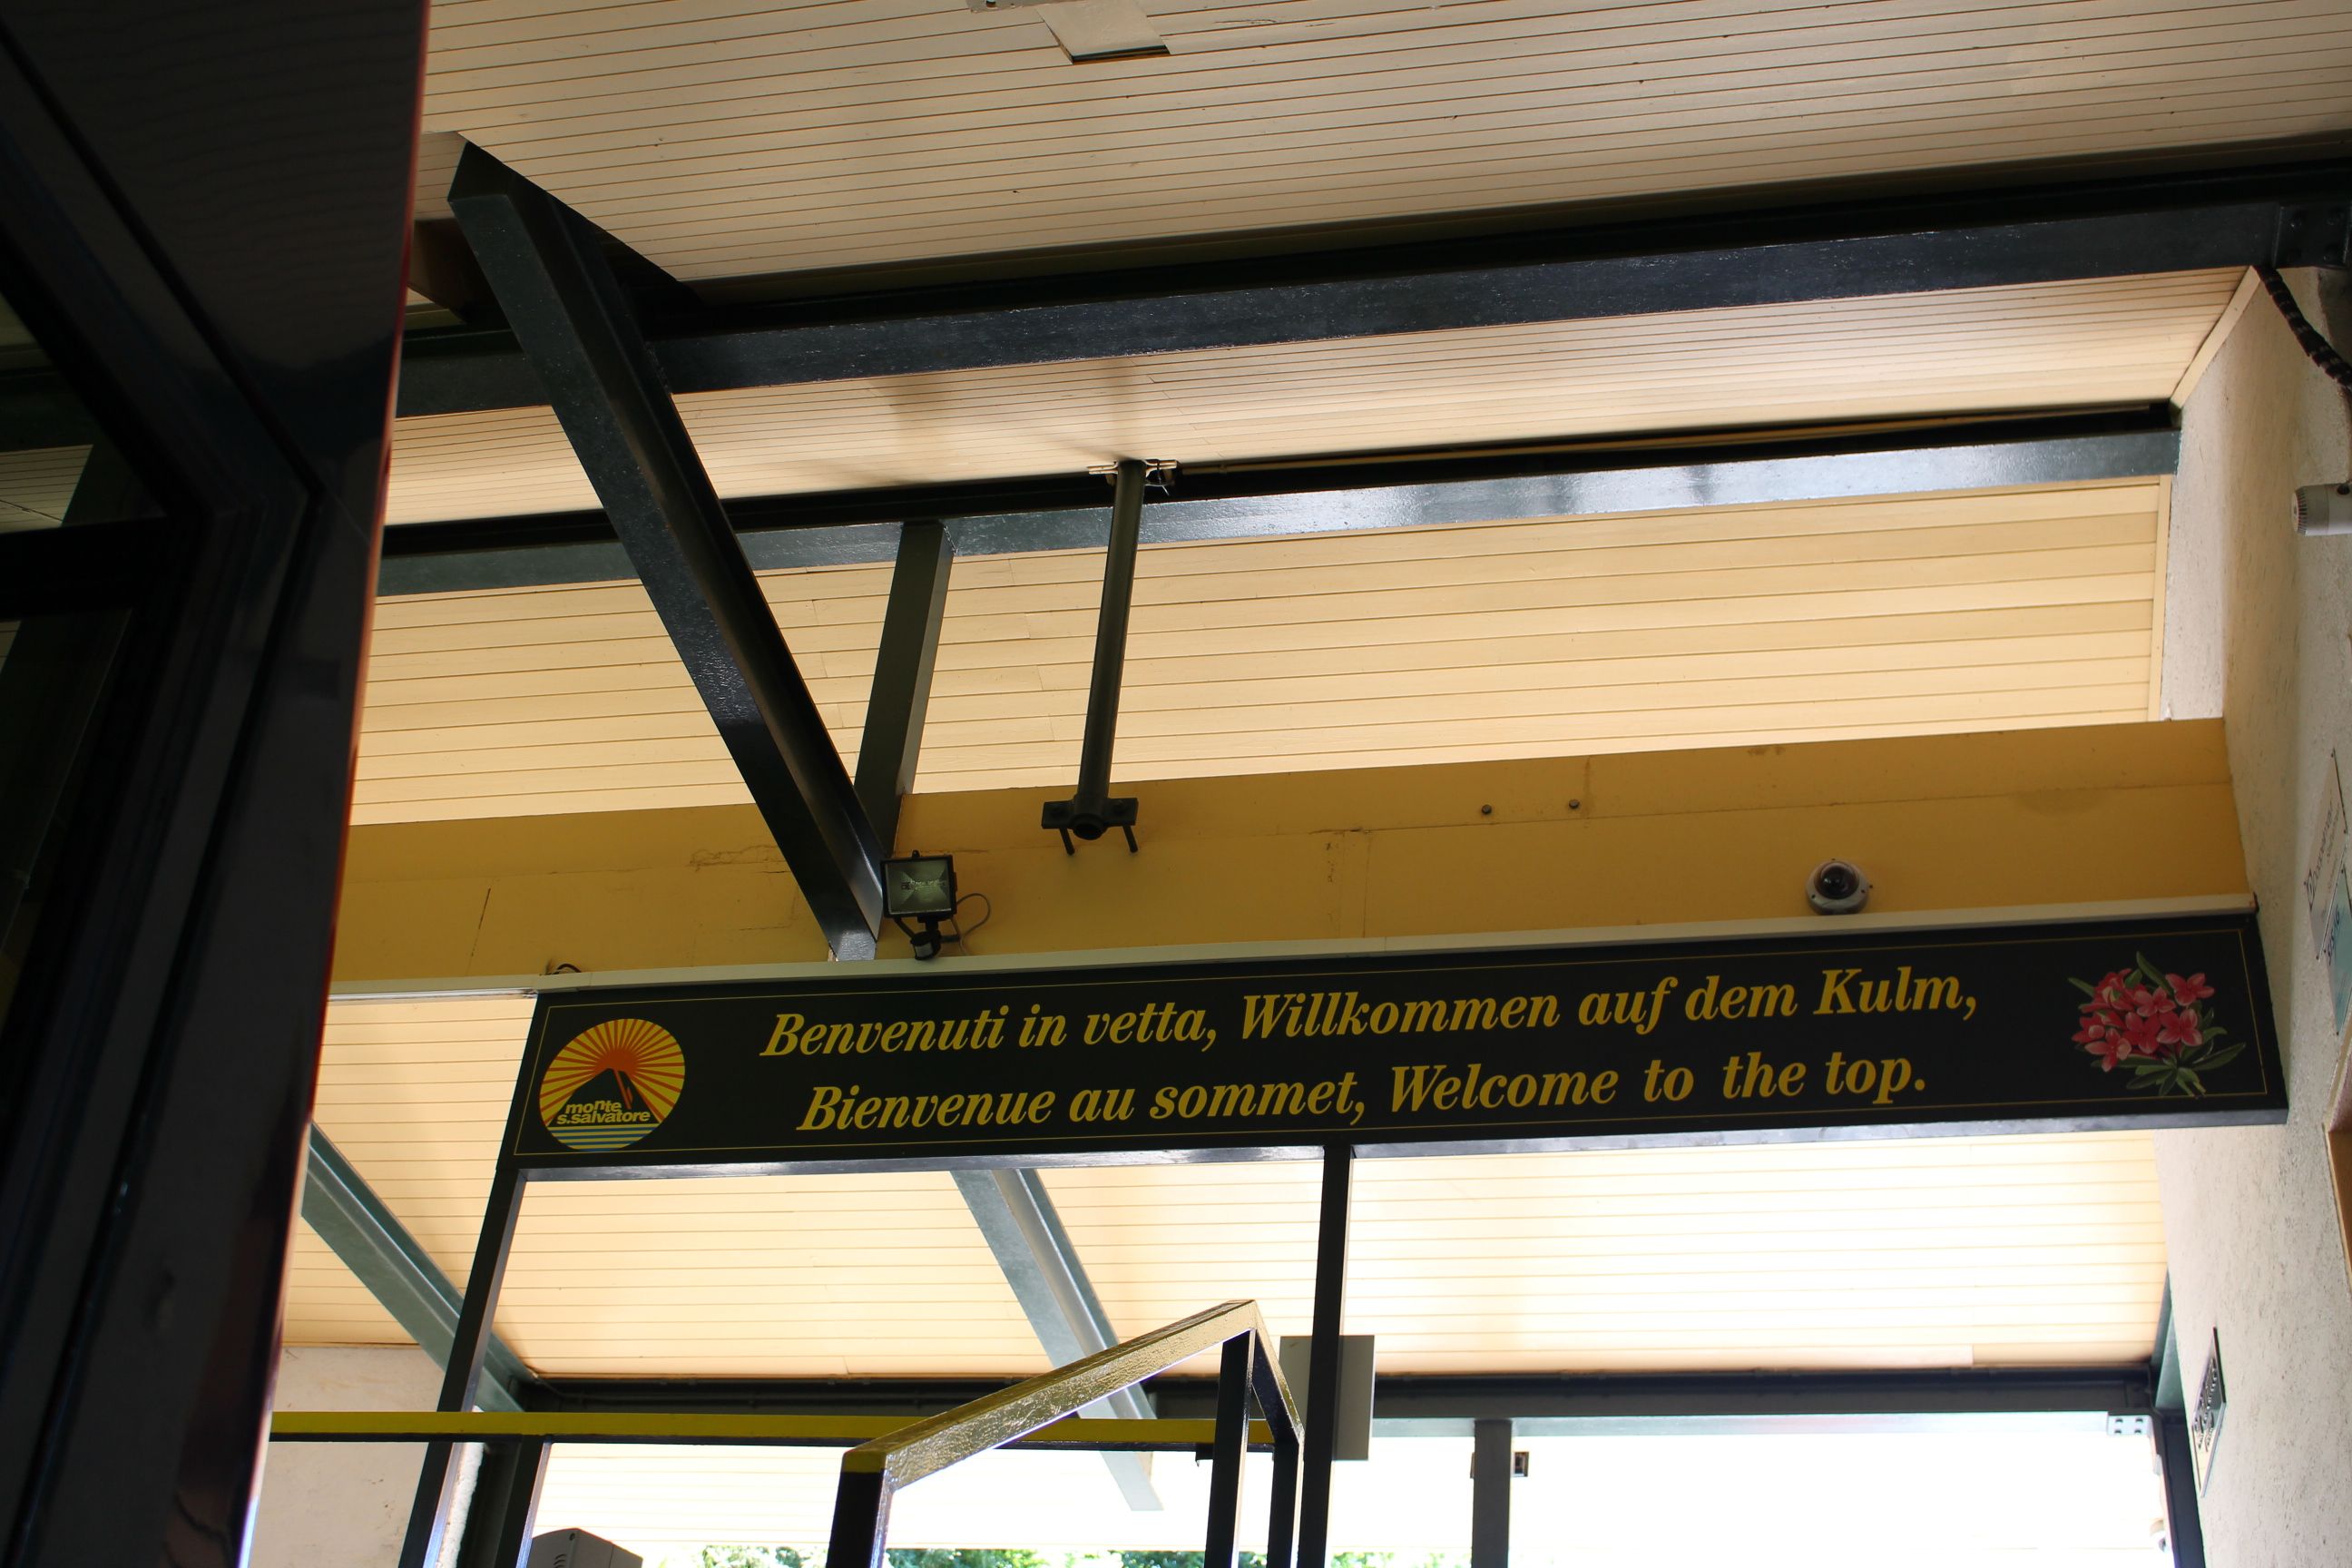 Benvenuti in vetta, Willkommen auf dem Kulm,
Bienvenue au sommet, Welcome to the top.
monte
s.salvatore